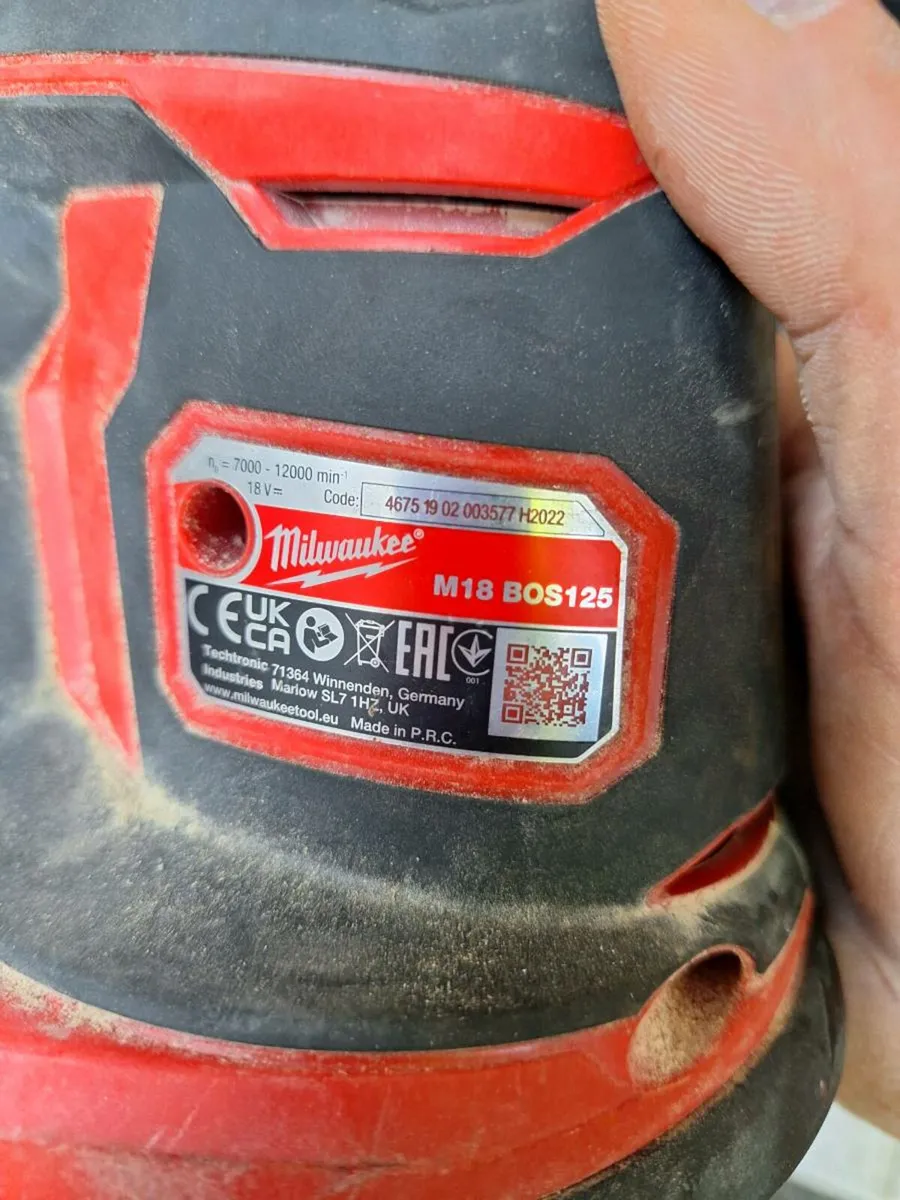 n₀ = 7000 - 12000 min⁻¹
18 V⎓
Code: 4675 19 02 003577 H2022
Milwaukee®
M18 BOS125
CE UK CA EAC
001
Techtronic Industries
71364 Winnenden, Germany
Marlow SL7 1HZ, UK
www.milwaukeetool.eu Made in P.R.C.